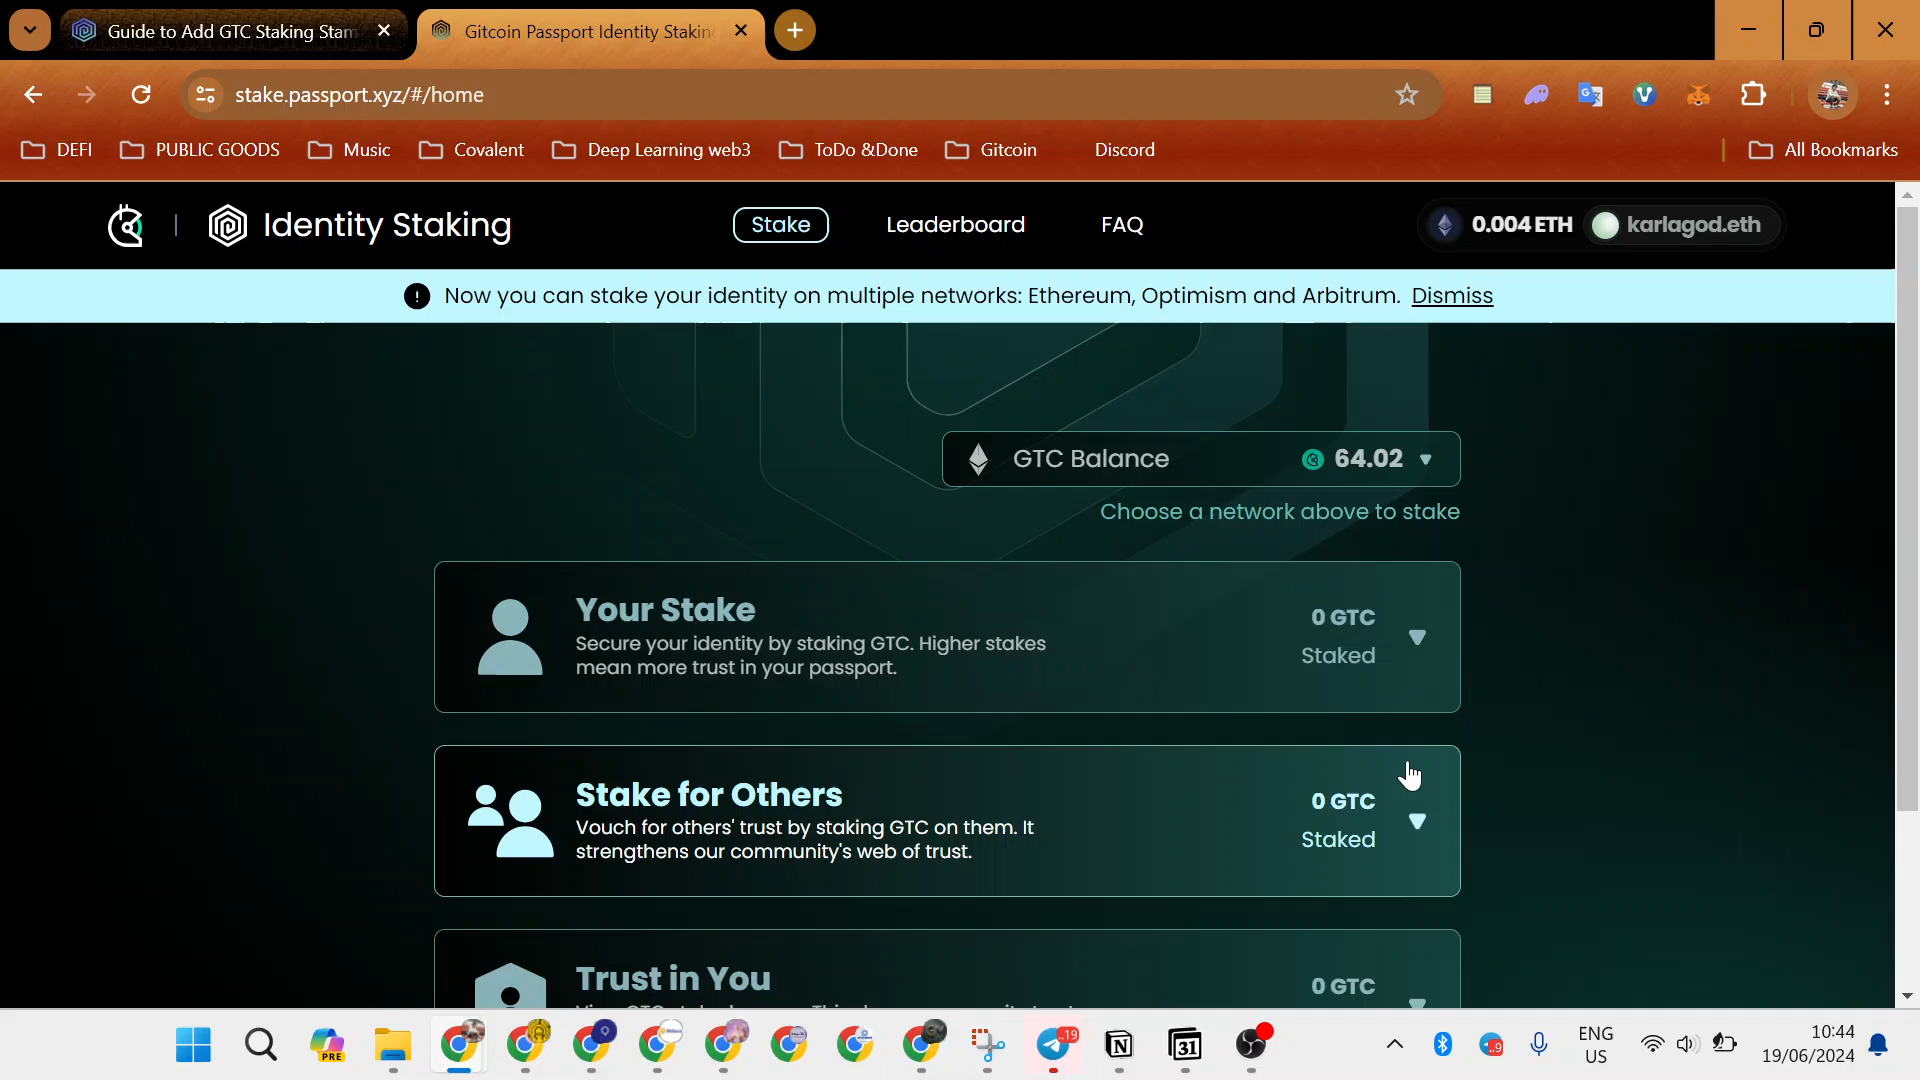 Guide to Add GTC Staking Stam
Gitcoin Passport Identity Stakin
stake.passport.xyz/#/home
DEFI
PUBLIC GOODS
Music
Covalent
Deep Learning web3
ToDo &Done
Gitcoin
Discord
All Bookmarks
Identity Staking
Stake
Leaderboard
FAQ
0.004 ETH
karlagod.eth
Now you can stake your identity on multiple networks: Ethereum, Optimism and Arbitrum. Dismiss
GTC Balance
64.02
Choose a network above to stake
Your Stake
Secure your identity by staking GTC. Higher stakes
mean more trust in your passport.
0 GTC
Staked
Stake for Others
Vouch for others' trust by staking GTC on them. It
strengthens our community's web of trust.
0 GTC
Staked
Trust in You
0 GTC
PRE
..19
31
..9
ENG
US
10:44
19/06/2024